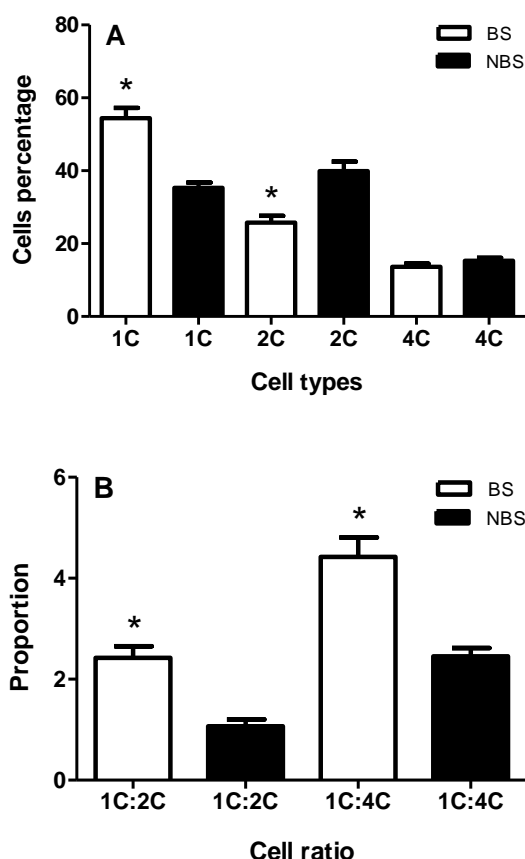 A
BS
NBS
Cells percentage
80
60
40
20
0
*
*
1C 1C 2C 2C 4C 4C
Cell types
B
BS
NBS
Proportion
6
4
2
0
*
*
1C:2C 1C:2C 1C:4C 1C:4C
Cell ratio